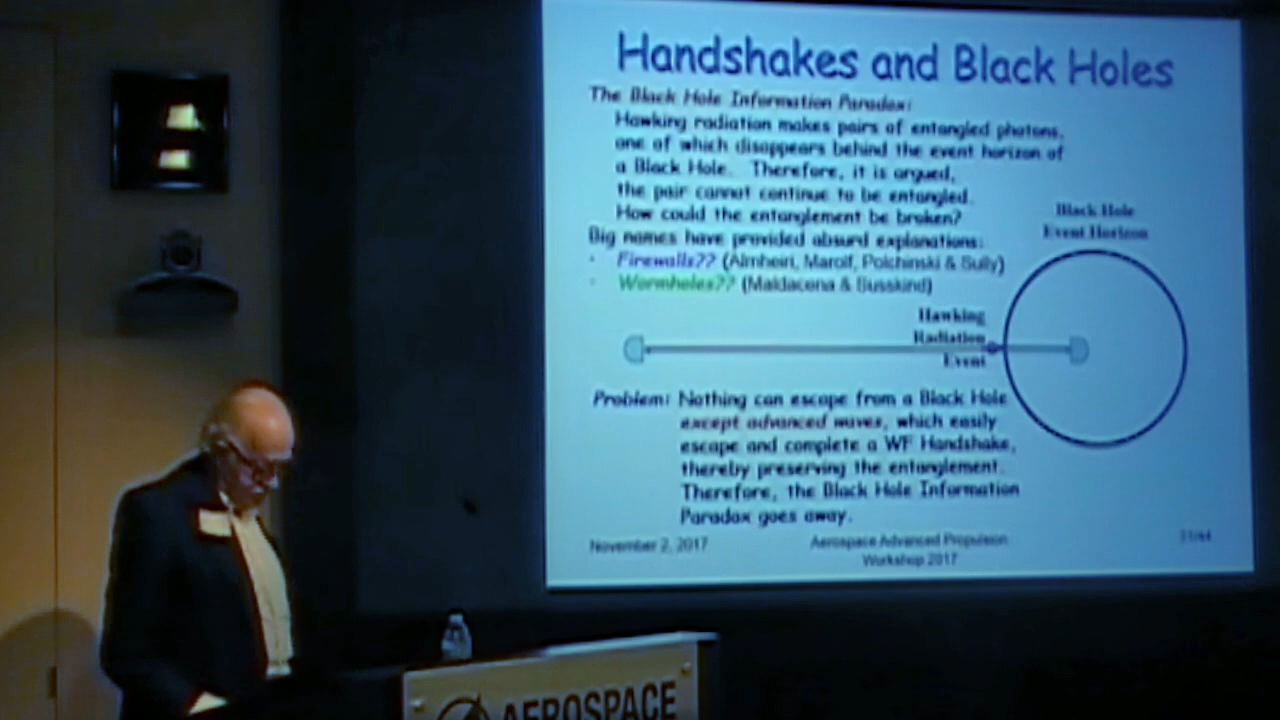 Handshakes and Black Holes
The Black Hole Information Paradox:
Hawking radiation makes pairs of entangled photons,
one of which disappears behind the event horizon of
a Black Hole. Therefore, it is argued,
the pair cannot continue to be entangled.
How could the entanglement be broken?
Big names have provided absurd explanations:
· Firewalls?? (Almheiri, Marolf, Polchinski & Sully)
· Wormholes?? (Maldacena & Susskind)
Black Hole
Event Horizon
Hawking
Radiation
Event
Problem: Nothing can escape from a Black Hole
except advanced waves, which easily
escape and complete a WF Handshake,
thereby preserving the entanglement.
Therefore, the Black Hole Information
Paradox goes away.
November 2, 2017
Aerospace Advanced Propulsion
Workshop 2017
AEROSPACE